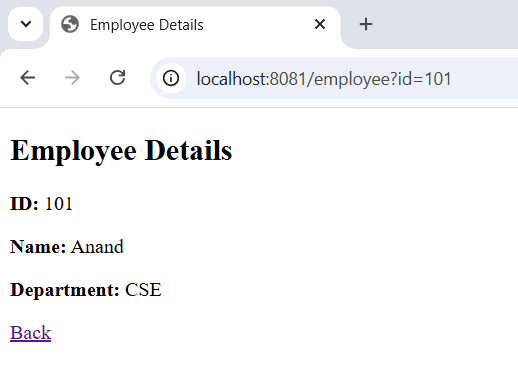 Employee Details
localhost:8081/employee?id=101
Employee Details
ID: 101
Name: Anand
Department: CSE
Back